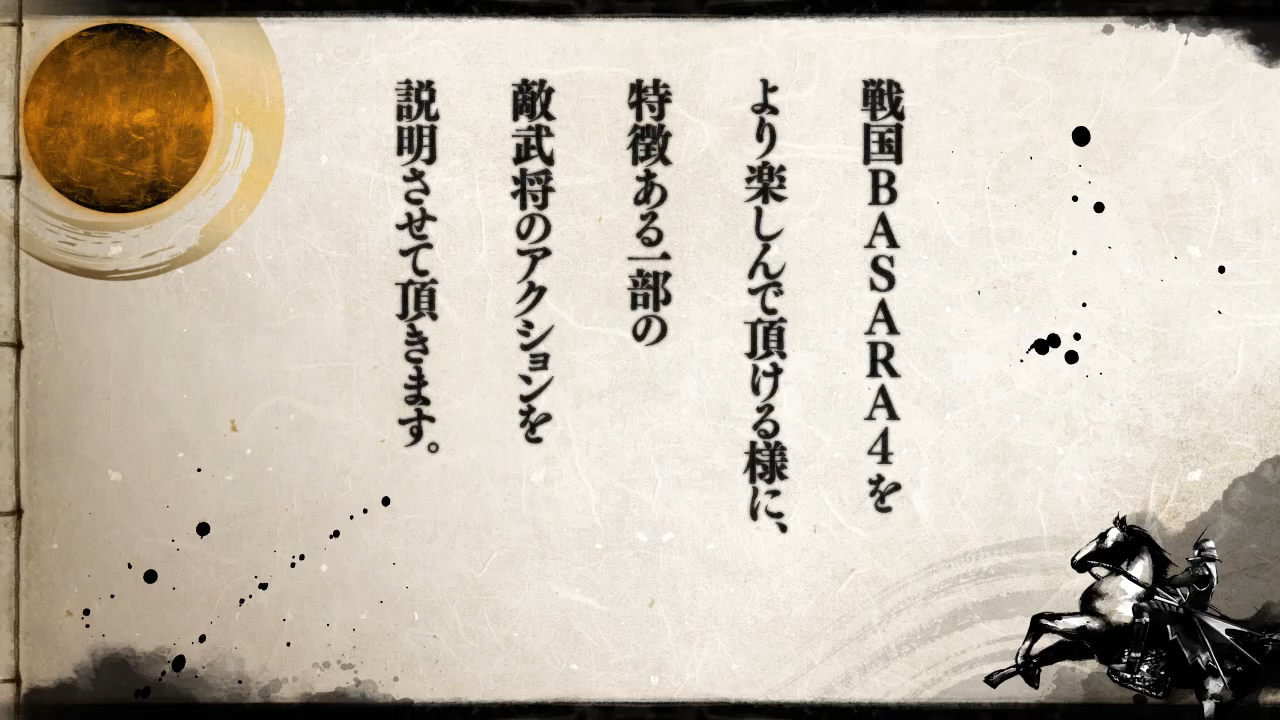 戦国BASARA4を
より楽しんで頂ける様に、
特徴ある一部の
敵武将のアクションを
説明させて頂きます。